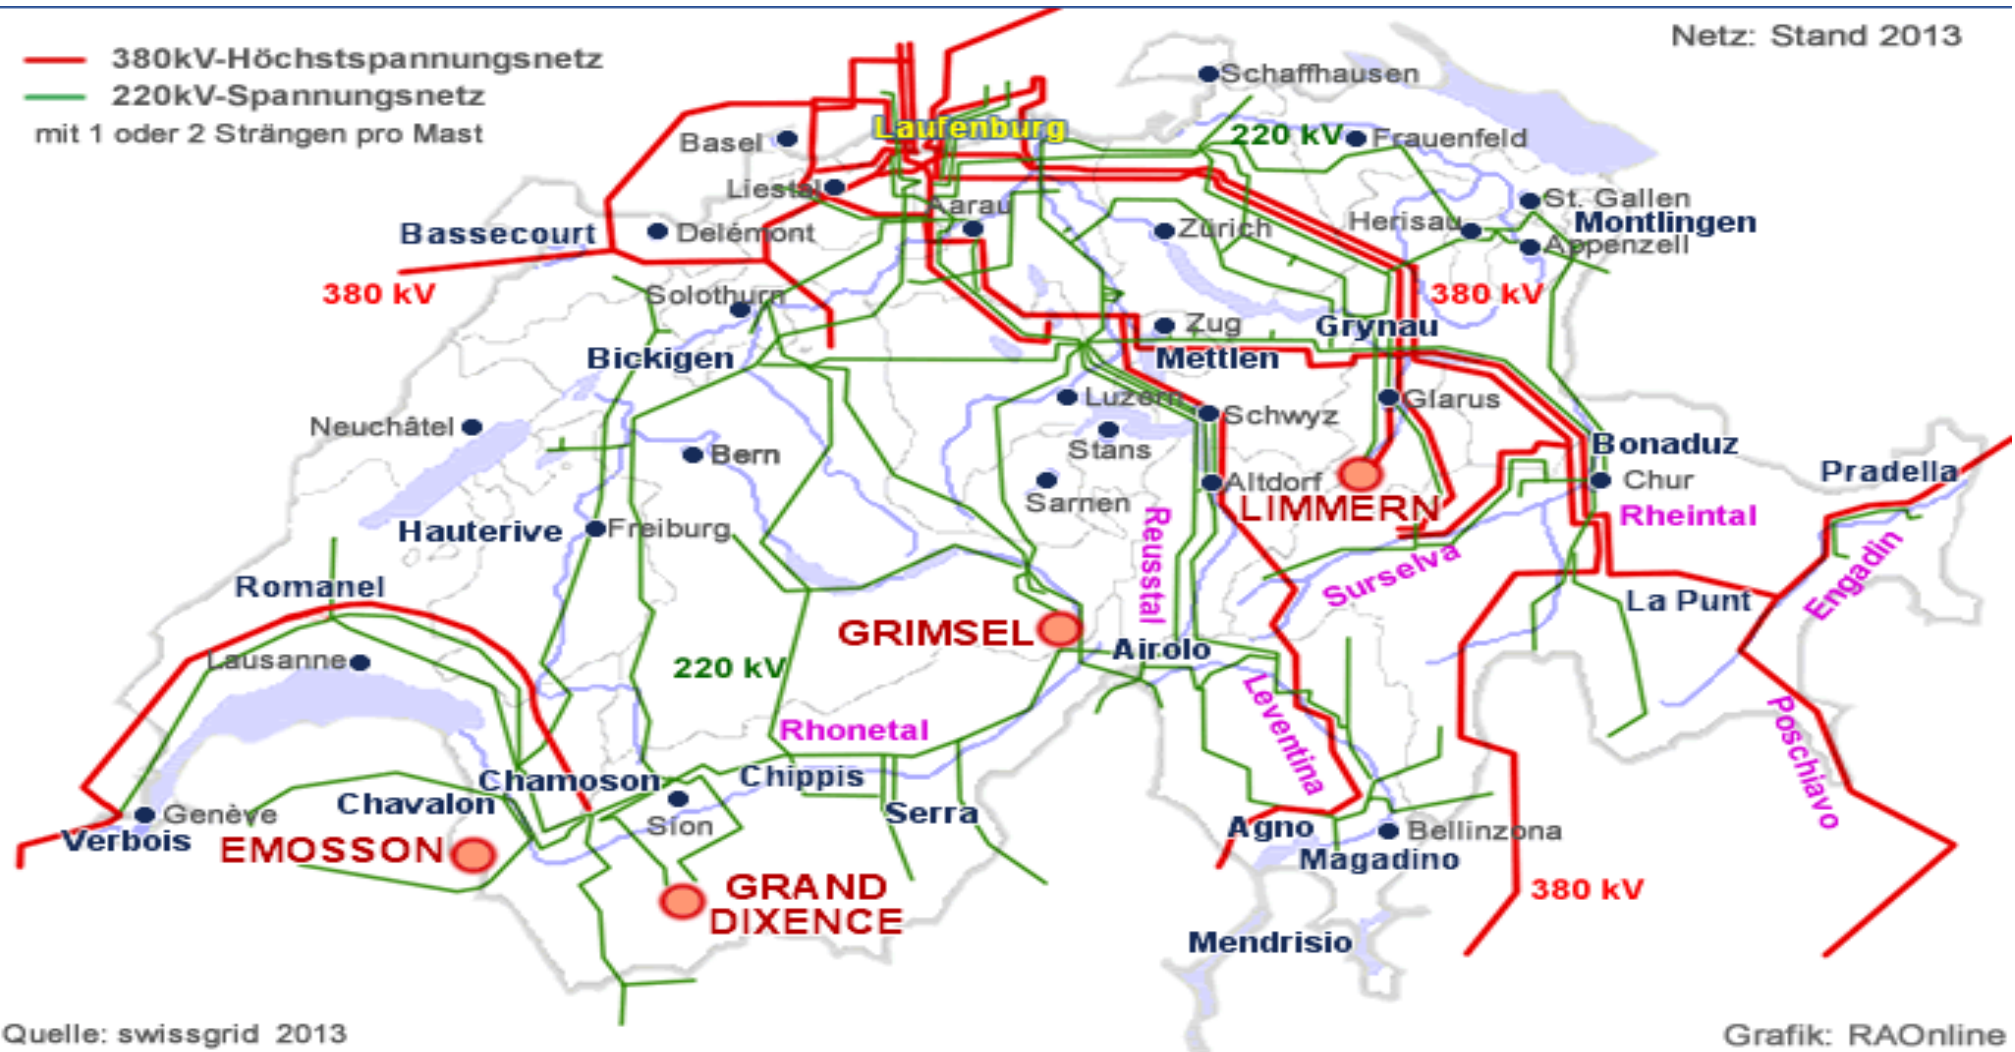 380kV-Höchstspannungsnetz
220kV-Spannungsnetz
mit 1 oder 2 Strängen pro Mast
Netz: Stand 2013
Schaffhausen
Basel
Laufenburg
220 kV
Frauenfeld
Liestal
Aarau
St. Gallen
Bassecourt
Delémont
Zürich
Herisau
Montlingen
Appenzell
380 kV
Solothurn
380 kV
Zug
Grynau
Bickigen
Mettlen
Neuchâtel
Luzern
Schwyz
Glarus
Bern
Stans
Bonaduz
Sarnen
Altdorf
Chur
Pradella
LIMMERN
Hauterive
Freiburg
Reusstal
Rheintal
Surselva
Engadin
Romanel
La Punt
GRIMSEL
Airolo
Lausanne
220 kV
Leventina
Poschiavo
Rhonetal
Chamoson
Chippis
Chavalon
Genève
Sion
Serra
Verbois
EMOSSON
Agno
Bellinzona
Magadino
GRAND
DIXENCE
380 kV
Mendrisio
Quelle: swissgrid 2013
Grafik: RAOnline